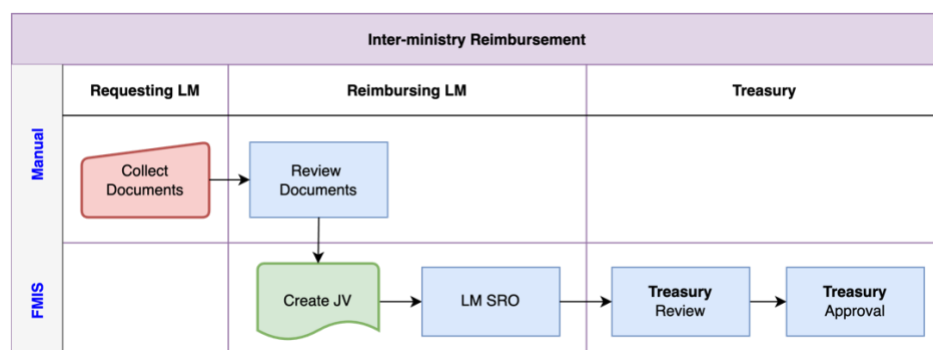 Inter-ministry Reimbursement
Requesting LM
Reimbursing LM
Treasury
Manual
Collect
Documents
Review
Documents
FMIS
Create JV
LM SRO
Treasury
Review
Treasury
Approval